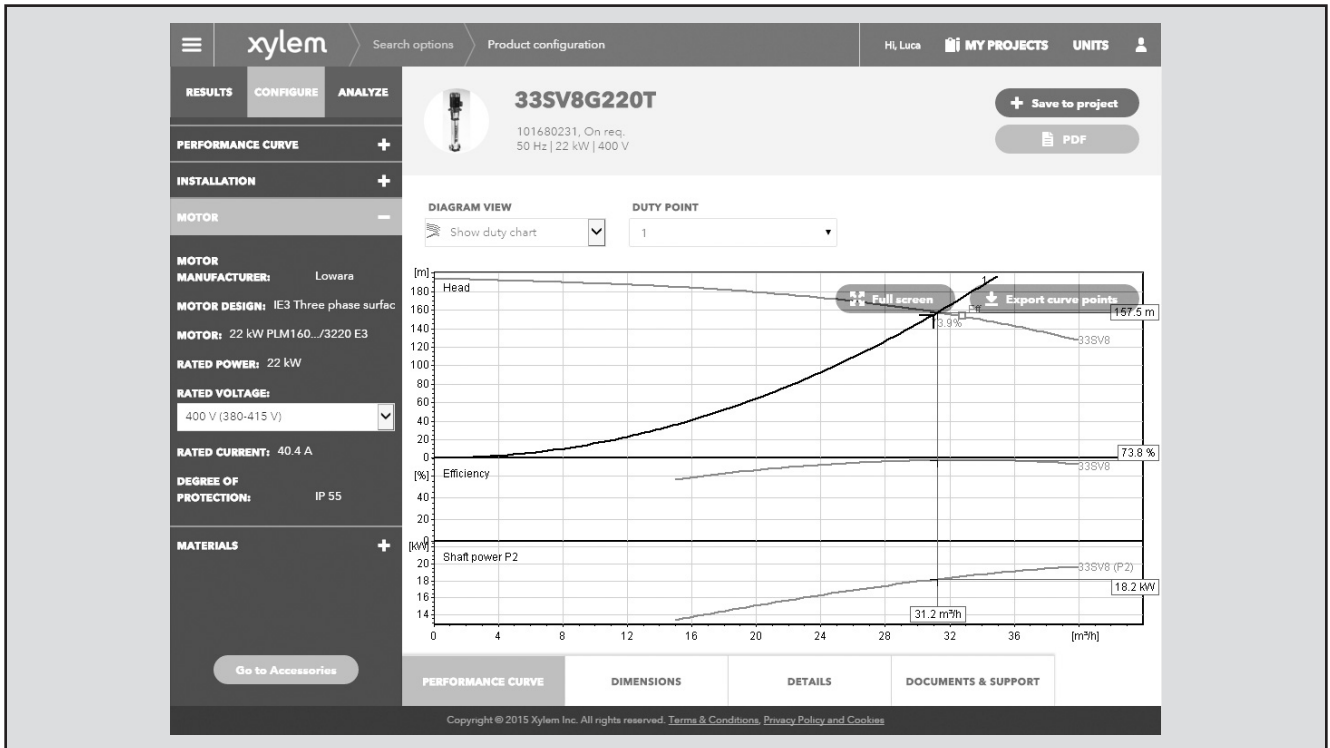 xylem
Search options
Product configuration
Hi, Luca
MY PROJECTS
UNITS
RESULTS
CONFIGURE
ANALYZE
33SV8G220T
101680231, On req.
50 Hz | 22 kW | 400 V
+ Save to project
PDF
PERFORMANCE CURVE +
INSTALLATION +
MOTOR −
MOTOR
MANUFACTURER: Lowara
MOTOR DESIGN: IE3 Three phase surfac
MOTOR: 22 kW PLM160.../3220 E3
RATED POWER: 22 kW
RATED VOLTAGE:
400 V (380-415 V)
RATED CURRENT: 40.4 A
DEGREE OF
PROTECTION: IP 55
MATERIALS +
Go to Accessories
DIAGRAM VIEW
Show duty chart
DUTY POINT
1
[m]
Head
180
160
140
120
100
80
60
40
20
0
1
Full screen
Export curve points
Eff
157.5 m
3.9%
33SV8
73.8 %
[%]
Efficiency
40
20
0
33SV8
[kW]
Shaft power P2
20
18
16
14
33SV8 (P2)
18.2 kW
31.2 m³/h
0 4 8 12 16 20 24 28 32 36 [m³/h]
PERFORMANCE CURVE
DIMENSIONS
DETAILS
DOCUMENTS & SUPPORT
Copyright © 2015 Xylem Inc. All rights reserved. Terms & Conditions, Privacy Policy and Cookies